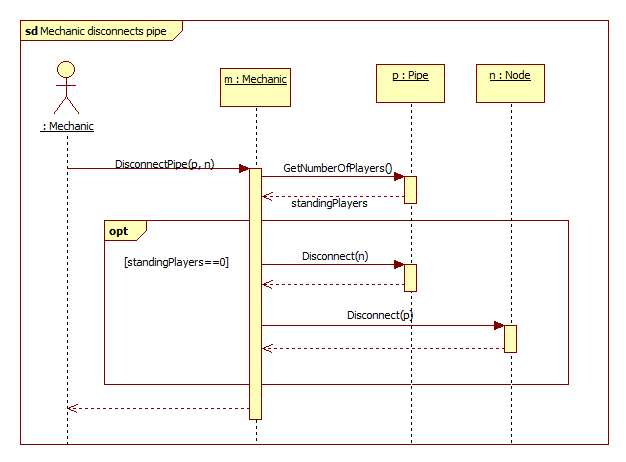 sd Mechanic disconnects pipe
m : Mechanic
p : Pipe
n : Node
: Mechanic
DisconnectPipe(p, n)
GetNumberOfPlayers()
standingPlayers
opt
[standingPlayers==0]
Disconnect(n)
Disconnect(p)